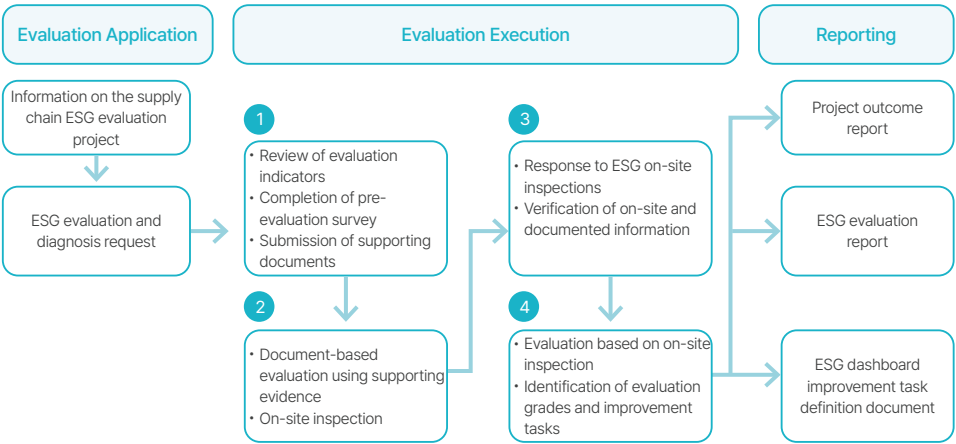 Evaluation Application
Evaluation Execution
Reporting
Information on the supply
chain ESG evaluation
project
ESG evaluation and
diagnosis request
1
• Review of evaluation
indicators
• Completion of pre-
evaluation survey
• Submission of supporting
documents
2
• Document-based
evaluation using supporting
evidence
• On-site inspection
3
• Response to ESG on-site
inspections
• Verification of on-site and
documented information
4
• Evaluation based on on-site
inspection
• Identification of evaluation
grades and improvement
tasks
Project outcome
report
ESG evaluation
report
ESG dashboard
improvement task
definition document